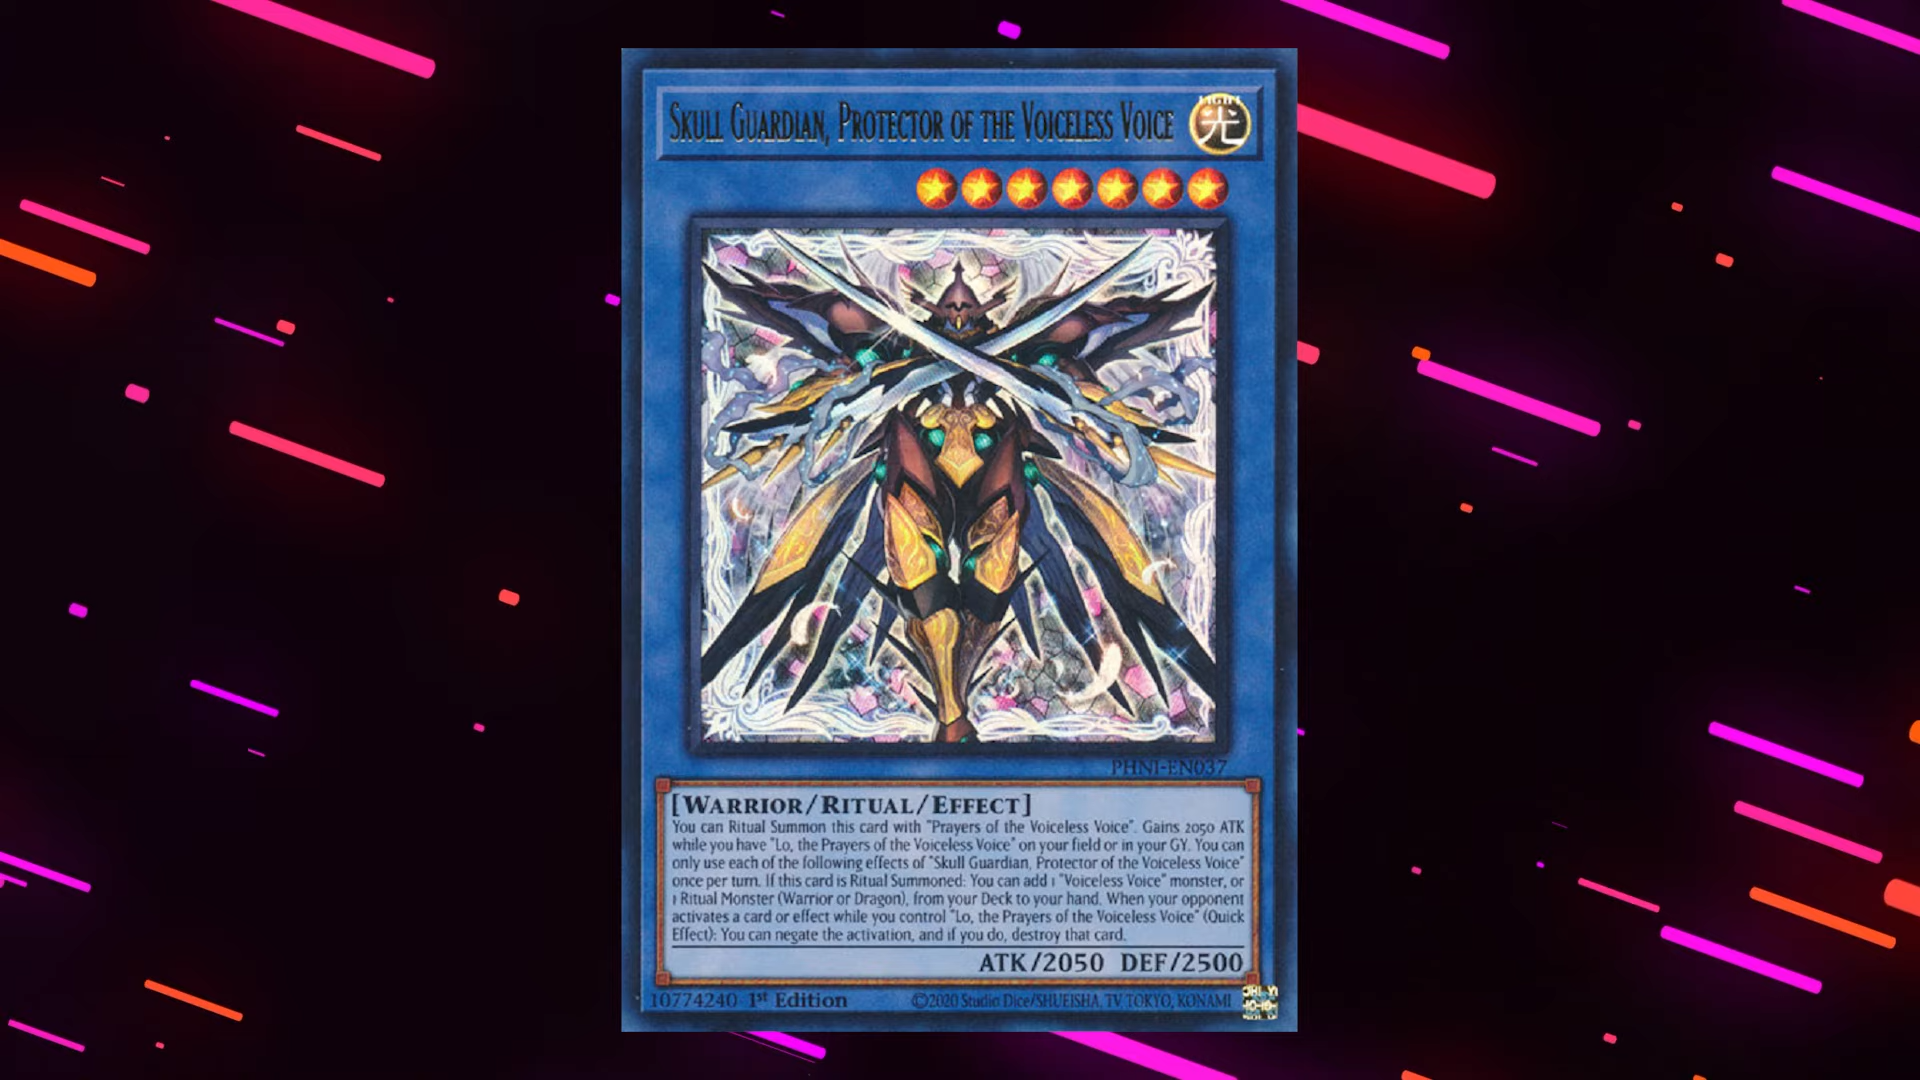 Skull Guardian, Protector of the Voiceless Voice
LIGHT
光
PHNI-EN037
[Warrior/Ritual/Effect]
You can Ritual Summon this card with "Prayers of the Voiceless Voice". Gains 2050 ATK
while you have "Lo, the Prayers of the Voiceless Voice" on your field or in your GY. You can
only use each of the following effects of "Skull Guardian, Protector of the Voiceless Voice"
once per turn. If this card is Ritual Summoned: You can add 1 "Voiceless Voice" monster, or
1 Ritual Monster (Warrior or Dragon), from your Deck to your hand. When your opponent
activates a card or effect while you control "Lo, the Prayers of the Voiceless Voice" (Quick
Effect): You can negate the activation, and if you do, destroy that card.
ATK/2050 DEF/2500
10774240 1st Edition
©2020 Studio Dice/SHUEISHA, TV TOKYO, KONAMI